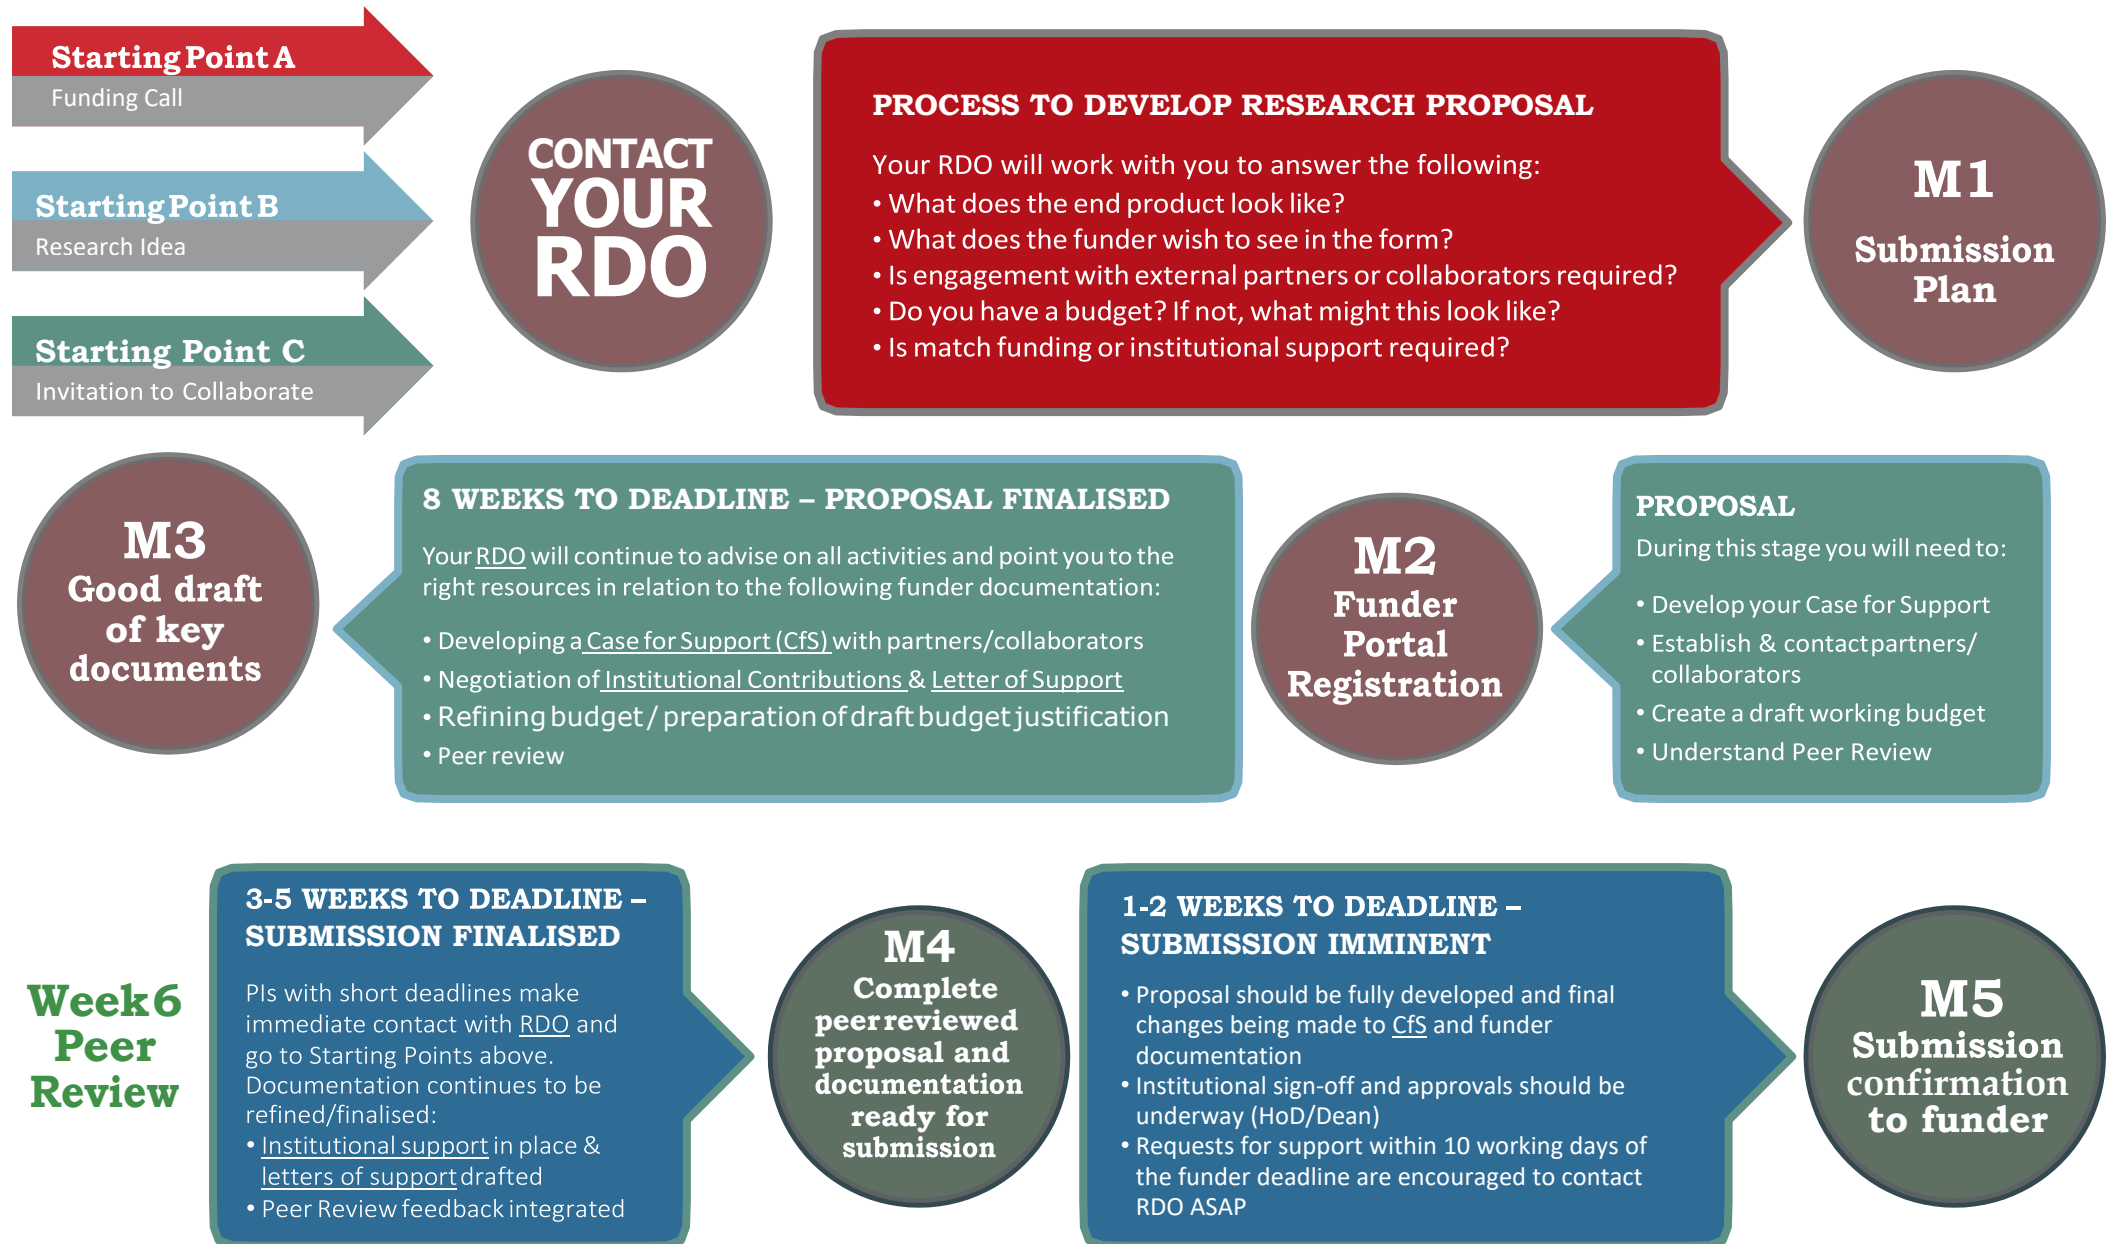 Starting Point A
Funding Call
Starting Point B
Research Idea
Starting Point C
Invitation to Collaborate
CONTACT
YOUR
RDO
PROCESS TO DEVELOP RESEARCH PROPOSAL
Your RDO will work with you to answer the following:
• What does the end product look like?
• What does the funder wish to see in the form?
• Is engagement with external partners or collaborators required?
• Do you have a budget? If not, what might this look like?
• Is match funding or institutional support required?
M1
Submission
Plan
PROPOSAL
During this stage you will need to:
• Develop your Case for Support
• Establish & contact partners/
collaborators
• Create a draft working budget
• Understand Peer Review
M2
Funder
Portal
Registration
8 WEEKS TO DEADLINE – PROPOSAL FINALISED
Your RDO will continue to advise on all activities and point you to the
right resources in relation to the following funder documentation:
• Developing a Case for Support (CfS) with partners/collaborators
• Negotiation of Institutional Contributions & Letter of Support
• Refining budget / preparation of draft budget justification
• Peer review
M3
Good draft
of key
documents
Week 6
Peer
Review
3-5 WEEKS TO DEADLINE –
SUBMISSION FINALISED
PIs with short deadlines make
immediate contact with RDO and
go to Starting Points above.
Documentation continues to be
refined/finalised:
• Institutional support in place &
letters of support drafted
• Peer Review feedback integrated
M4
Complete
peer reviewed
proposal and
documentation
ready for
submission
1-2 WEEKS TO DEADLINE –
SUBMISSION IMMINENT
• Proposal should be fully developed and final
changes being made to CfS and funder
documentation
• Institutional sign-off and approvals should be
underway (HoD/Dean)
• Requests for support within 10 working days of
the funder deadline are encouraged to contact
RDO ASAP
M5
Submission
confirmation
to funder